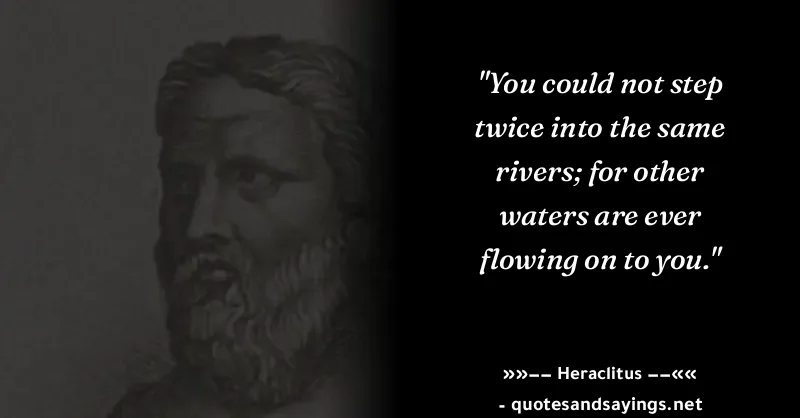 "You could not step
twice into the same
rivers; for other
waters are ever
flowing on to you."
»»−− Heraclitus −−««
- quotesandsayings.net